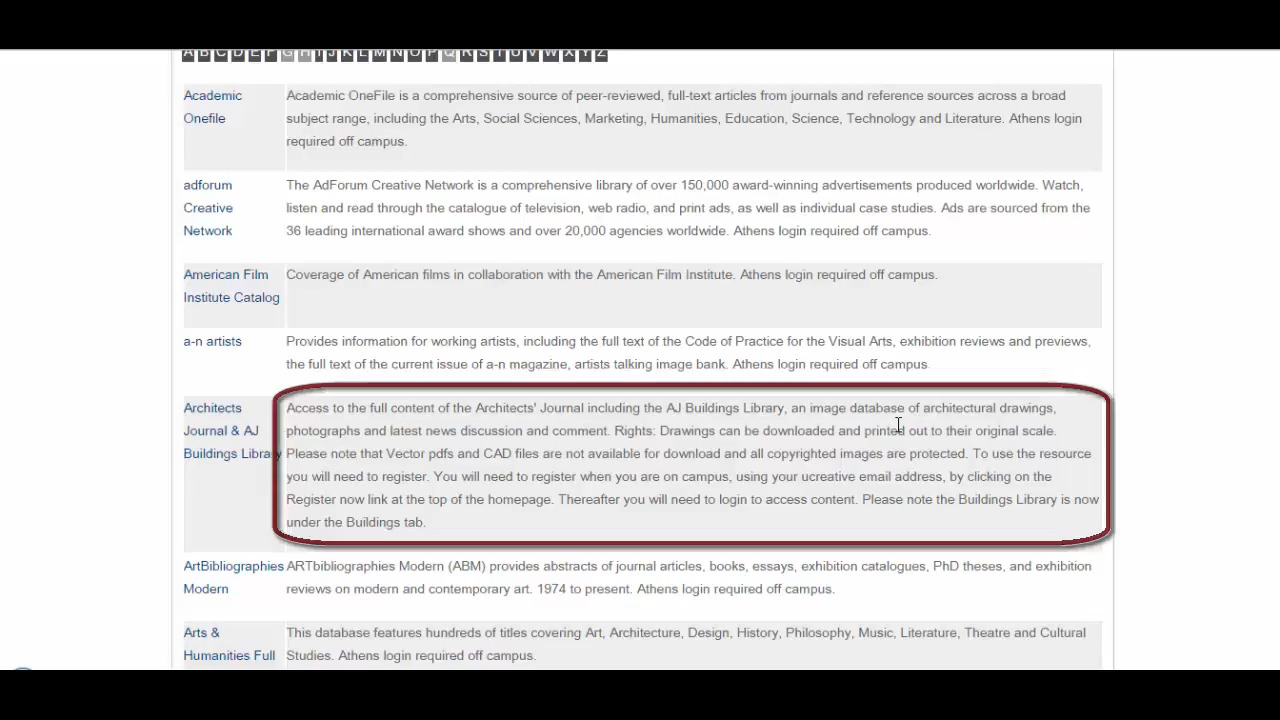 A B C D E F G H I J K L M N O P Q R S T U V W X Y Z
Academic Onefile
Academic OneFile is a comprehensive source of peer-reviewed, full-text articles from journals and reference sources across a broad
subject range, including the Arts, Social Sciences, Marketing, Humanities, Education, Science, Technology and Literature. Athens login
required off campus.
adforum
Creative
Network
The AdForum Creative Network is a comprehensive library of over 150,000 award-winning advertisements produced worldwide. Watch,
listen and read through the catalogue of television, web radio, and print ads, as well as individual case studies. Ads are sourced from the
36 leading international award shows and over 20,000 agencies worldwide. Athens login required off campus.
American Film
Institute Catalog
Coverage of American films in collaboration with the American Film Institute. Athens login required off campus.
a-n artists
Provides information for working artists, including the full text of the Code of Practice for the Visual Arts, exhibition reviews and previews,
the full text of the current issue of a-n magazine, artists talking image bank. Athens login required off campus.
Architects
Journal & AJ
Buildings Library
Access to the full content of the Architects' Journal including the AJ Buildings Library, an image database of architectural drawings,
photographs and latest news discussion and comment. Rights: Drawings can be downloaded and printed out to their original scale.
Please note that Vector pdfs and CAD files are not available for download and all copyrighted images are protected. To use the resource
you will need to register. You will need to register when you are on campus, using your ucreative email address, by clicking on the
Register now link at the top of the homepage. Thereafter you will need to login to access content. Please note the Buildings Library is now
under the Buildings tab.
ArtBibliographies
Modern
ARTbibliographies Modern (ABM) provides abstracts of journal articles, books, essays, exhibition catalogues, PhD theses, and exhibition
reviews on modern and contemporary art. 1974 to present. Athens login required off campus.
Arts &
Humanities Full
This database features hundreds of titles covering Art, Architecture, Design, History, Philosophy, Music, Literature, Theatre and Cultural
Studies. Athens login required off campus.